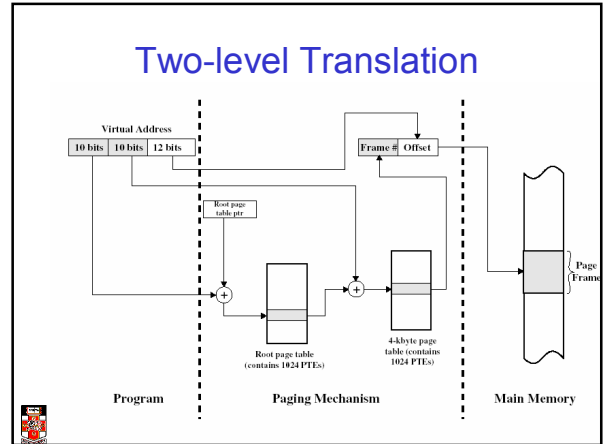 Two-level Translation
Virtual Address
10 bits 10 bits 12 bits
Frame # Offset
Root page
table ptr
+
+
Page
Frame
Root page table
(contains 1024 PTEs)
4-kbyte page
table (contains
1024 PTEs)
Program
Paging Mechanism
Main Memory